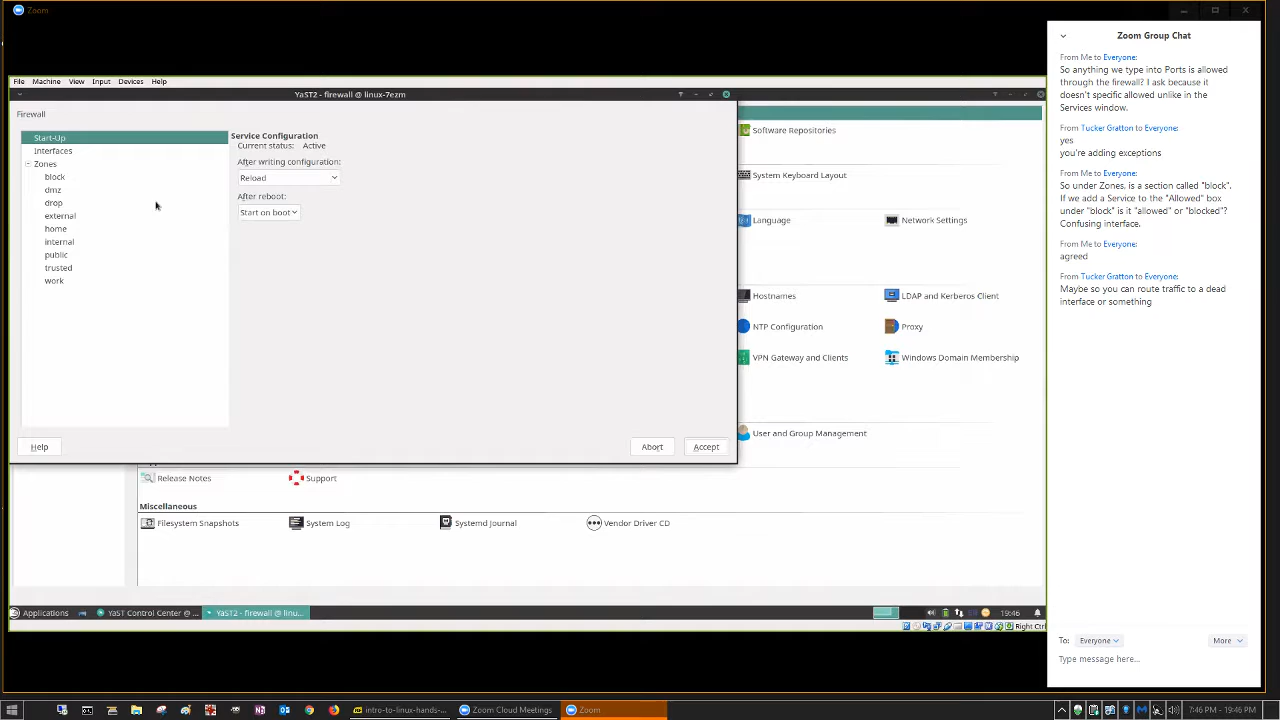 Zoom
File Machine View Input Devices Help
YaST2 - firewall @ linux-7ezm
Firewall
Start-Up
Interfaces
Zones
block
dmz
drop
external
home
internal
public
trusted
work
Service Configuration
Current status: Active
After writing configuration:
Reload
After reboot:
Start on boot
Help
Abort
Accept
Software Repositories
System Keyboard Layout
Language
Network Settings
Hostnames
LDAP and Kerberos Client
NTP Configuration
Proxy
VPN Gateway and Clients
Windows Domain Membership
User and Group Management
Release Notes
Support
Miscellaneous
Filesystem Snapshots
System Log
Systemd Journal
Vendor Driver CD
Applications
YaST Control Center @ ...
YaST2 - firewall @ linu...
19:46
Right Ctrl
Zoom Group Chat
From Me to Everyone:
So anything we type into Ports is allowed
through the firewall? I ask because it
doesn't specific allowed unlike in the
Services window.
From Tucker Gratton to Everyone:
yes
you're adding exceptions
From Me to Everyone:
So under Zones, is a section called "block".
If we add a Service to the "Allowed" box
under "block" is it "allowed" or "blocked"?
Confusing interface.
From Me to Everyone:
agreed
From Tucker Gratton to Everyone:
Maybe so you can route traffic to a dead
interface or something
To: Everyone
More
Type message here...
intro-to-linux-hands-...
Zoom Cloud Meetings
Zoom
7:46 PM - 19:46 PM